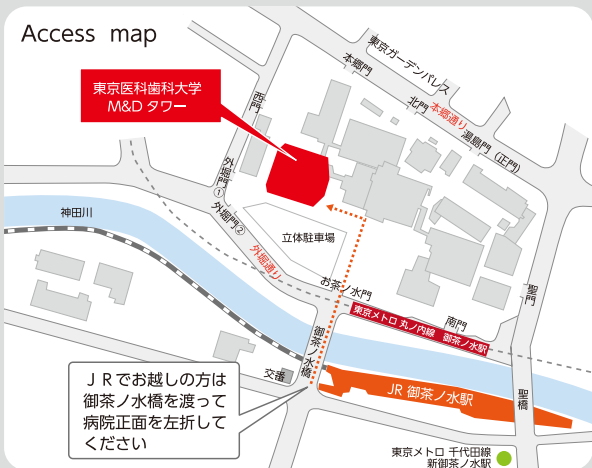 Access map
東京ガーデンパレス
本郷門
東京医科歯科大学
M&Dタワー
西門
北門
本郷通り
湯島門（正門）
外堀門①
外堀門②
神田川
立体駐車場
外堀通り
お茶ノ水門
聖門
南門
東京メトロ 丸ノ内線 御茶ノ水駅
御茶ノ水橋
ＪＲでお越しの方は
御茶ノ水橋を渡って
病院正面を左折して
ください
交番
JR 御茶ノ水駅
聖橋
東京メトロ 千代田線
新御茶ノ水駅